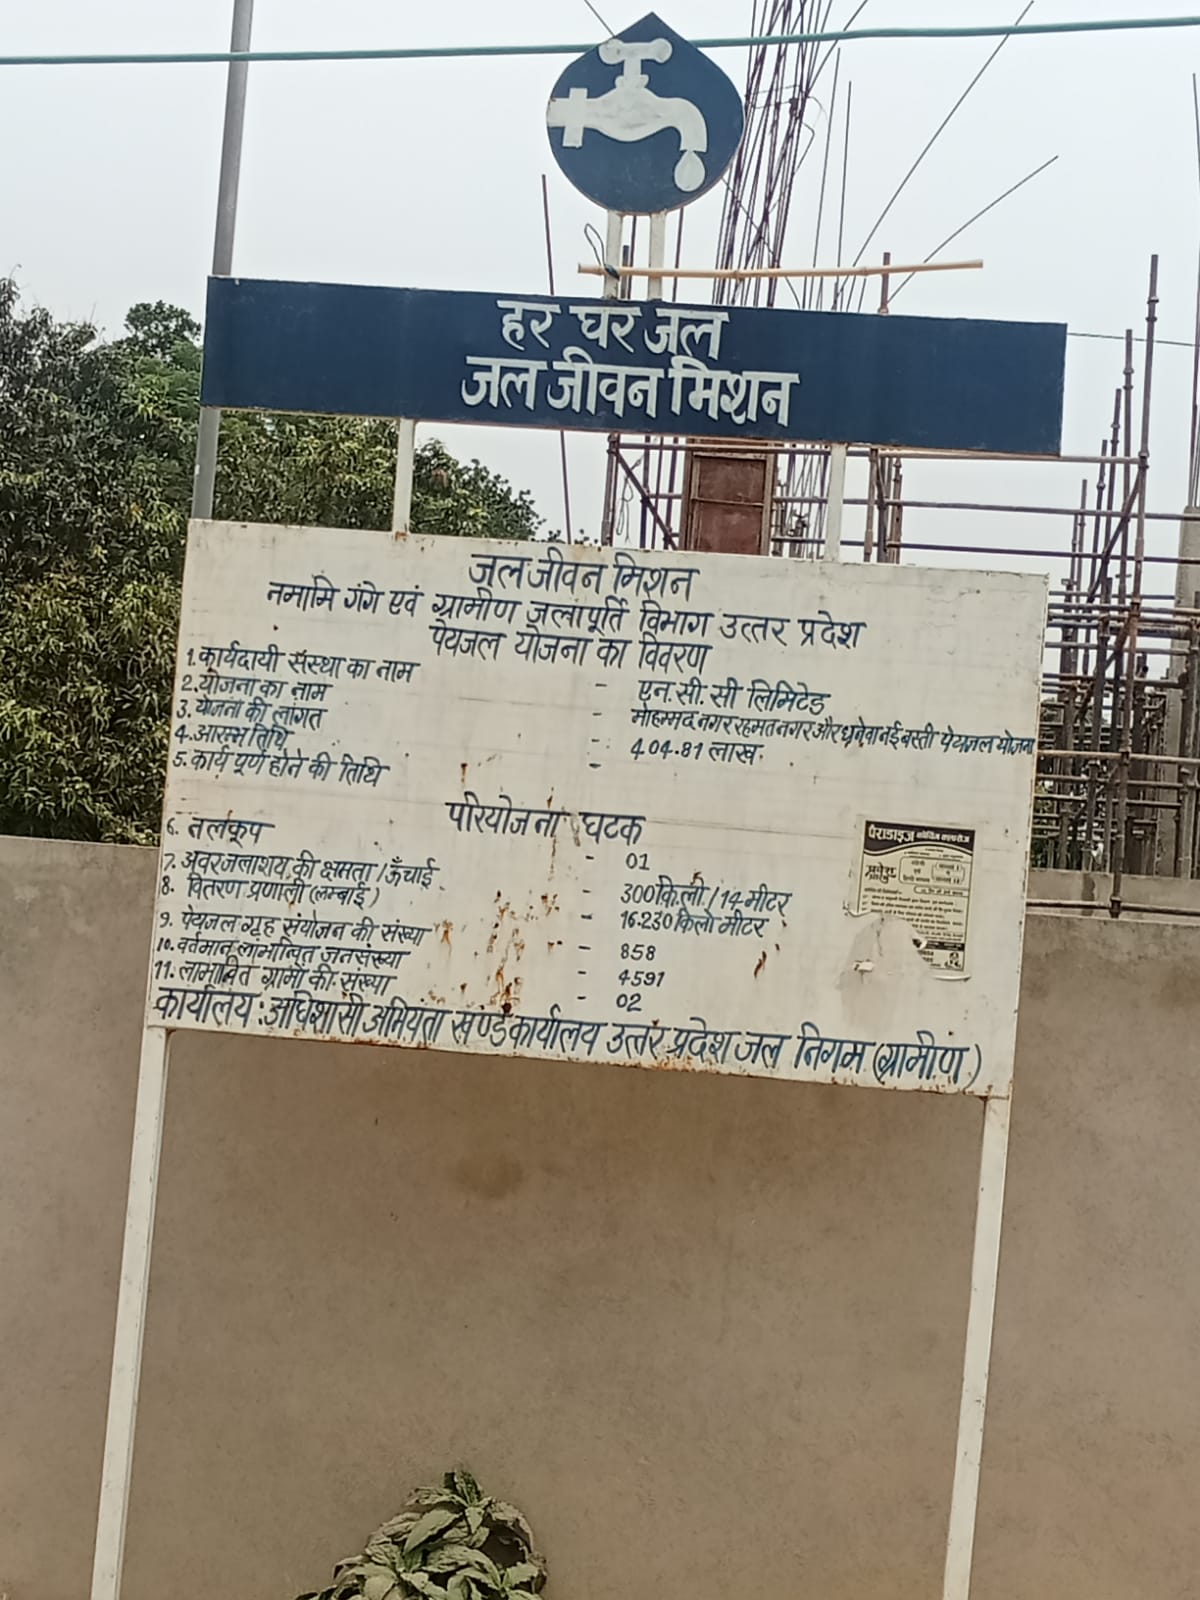 हर घर जल
जल जीवन मिशन
जल जीवन मिशन
नमामि गंगे एवं ग्रामीण जलापूर्ति विभाग उत्तर प्रदेश
पेयजल योजना का विवरण
1. कार्यदायी संस्था का नाम - एन.सी.सी लिमिटेड
2. योजना का नाम - मोहम्मद नगर रहमत नगर और धनेवा नई बस्ती पेयजल योजना
3. योजना की लागत - 404.81 लाख.
4. आरम्भ तिथि -
5. कार्य पूर्ण होने की तिथि
परियोजना घटक
6. नलकूप - 01
7. अवरजलाशय की क्षमता / ऊँचाई - 300 कि.ली. / 14 मीटर
8. वितरण प्रणाली (लम्बाई) - 16.230 किलो मीटर
9. पेयजल गृह संयोजन की संख्या - 858
10. वर्तमान लाभान्वित जनसंख्या - 4591
11. लाभान्वित ग्रामों की संख्या - 02
कार्यालय : अधिशासी अभियंता खण्ड कार्यालय उत्तर प्रदेश जल निगम (ग्रामीण)
पैराडाइज कोचिंग क्लासेज
प्रवेश